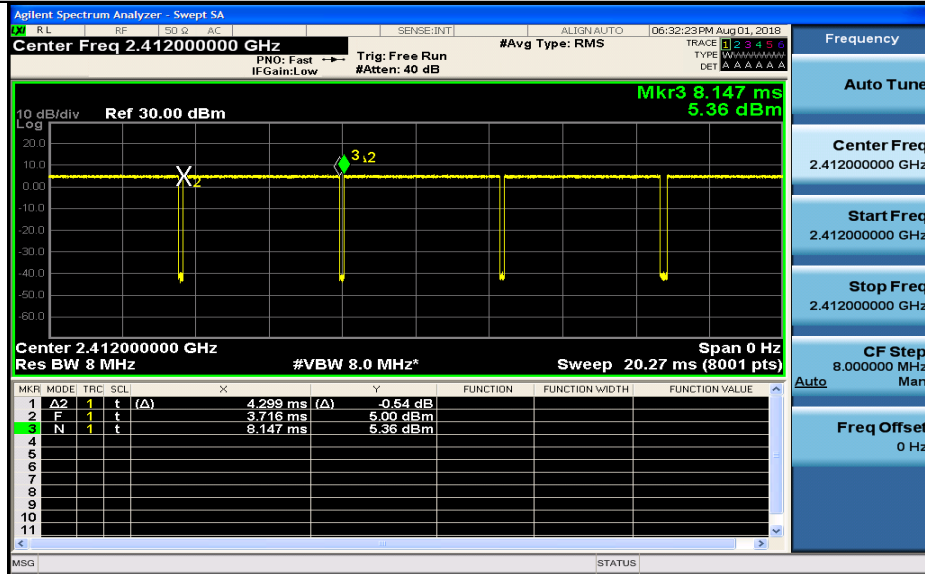 Agilent Spectrum Analyzer - Swept SA
LXI RL RF 50 Ω AC SENSE:INT ALIGN AUTO 06:32:23 PM Aug 01, 2018
Center Freq 2.412000000 GHz #Avg Type: RMS TRACE 1 2 3 4 5 6
PNO: Fast Trig: Free Run TYPE WWWWWW
IFGain:Low #Atten: 40 dB DET A A A A A A
Mkr3 8.147 ms
10 dB/div Ref 30.00 dBm 5.36 dBm
Log
20.0
10.0
0.00
-10.0
-20.0
-30.0
-40.0
-50.0
-60.0
2
3 Δ2
Center 2.412000000 GHz Span 0 Hz
Res BW 8 MHz #VBW 8.0 MHz* Sweep 20.27 ms (8001 pts)
MKR MODE TRC SCL X Y FUNCTION FUNCTION WIDTH FUNCTION VALUE
1 Δ2 1 t (Δ) 4.299 ms (Δ) -0.54 dB
2 F 1 t 3.716 ms 5.00 dBm
3 N 1 t 8.147 ms 5.36 dBm
4
5
6
7
8
9
10
11
MSG STATUS
Frequency
Auto Tune
Center Freq
2.412000000 GHz
Start Freq
2.412000000 GHz
Stop Freq
2.412000000 GHz
CF Step
8.000000 MHz
Auto Man
Freq Offset
0 Hz